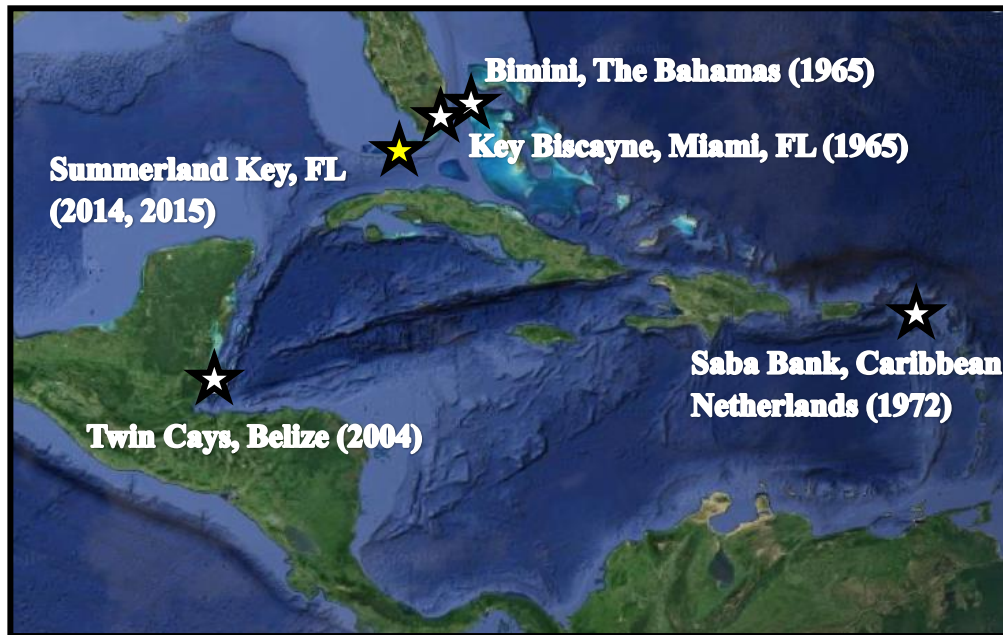 Bimini, The Bahamas (1965)
Key Biscayne, Miami, FL (1965)
Summerland Key, FL
(2014, 2015)
Saba Bank, Caribbean
Netherlands (1972)
Twin Cays, Belize (2004)